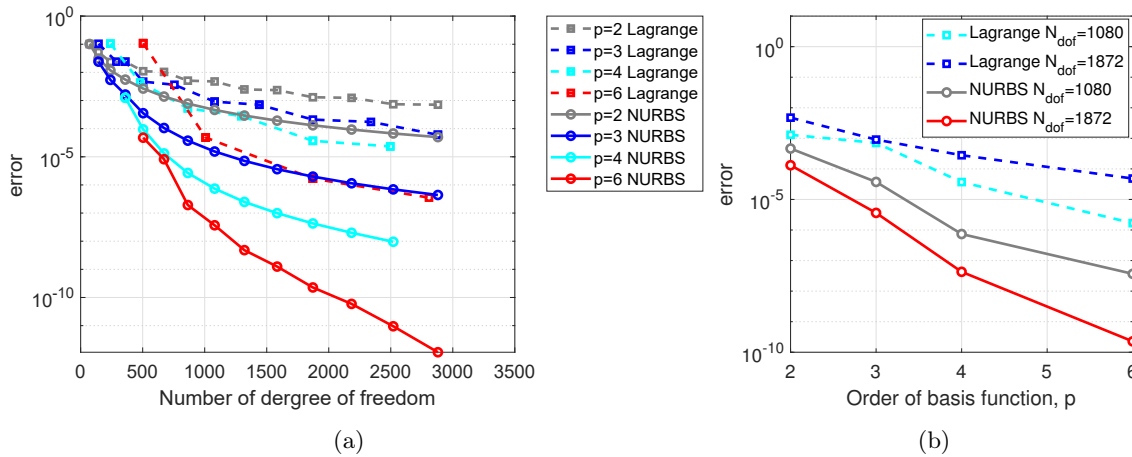 10^0
10^-5
10^-10
error
0 500 1000 1500 2000 2500 3000 3500
Number of dergree of freedom
p=2 Lagrange
p=3 Lagrange
p=4 Lagrange
p=6 Lagrange
p=2 NURBS
p=3 NURBS
p=4 NURBS
p=6 NURBS
(a)
10^0
10^-5
10^-10
error
2 3 4 5 6
Order of basis function, p
Lagrange N_dof=1080
Lagrange N_dof=1872
NURBS N_dof=1080
NURBS N_dof=1872
(b)